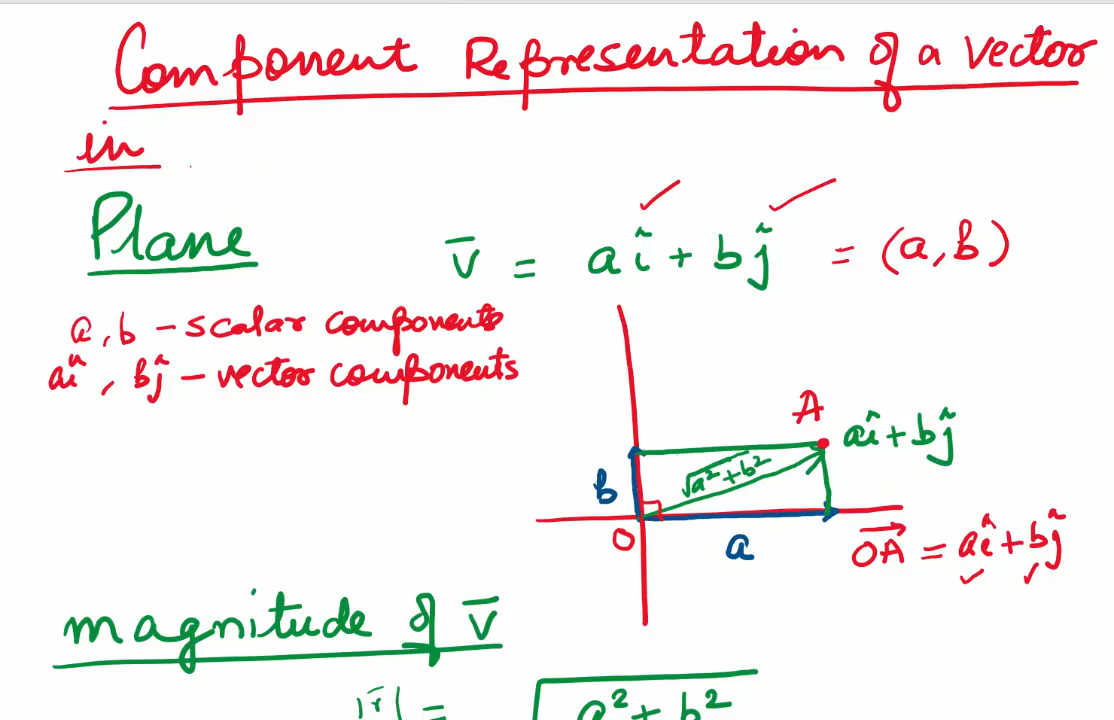 Component Representation of a vector
in
Plane
v̄ = aî + bĵ = (a, b)
a, b – scalar components
aî, bĵ – vector components
A
aî + bĵ
√a² + b²
b
O
a
OA⃗ = aî + bĵ
magnitude of v̄
|v̄| = √a² + b²